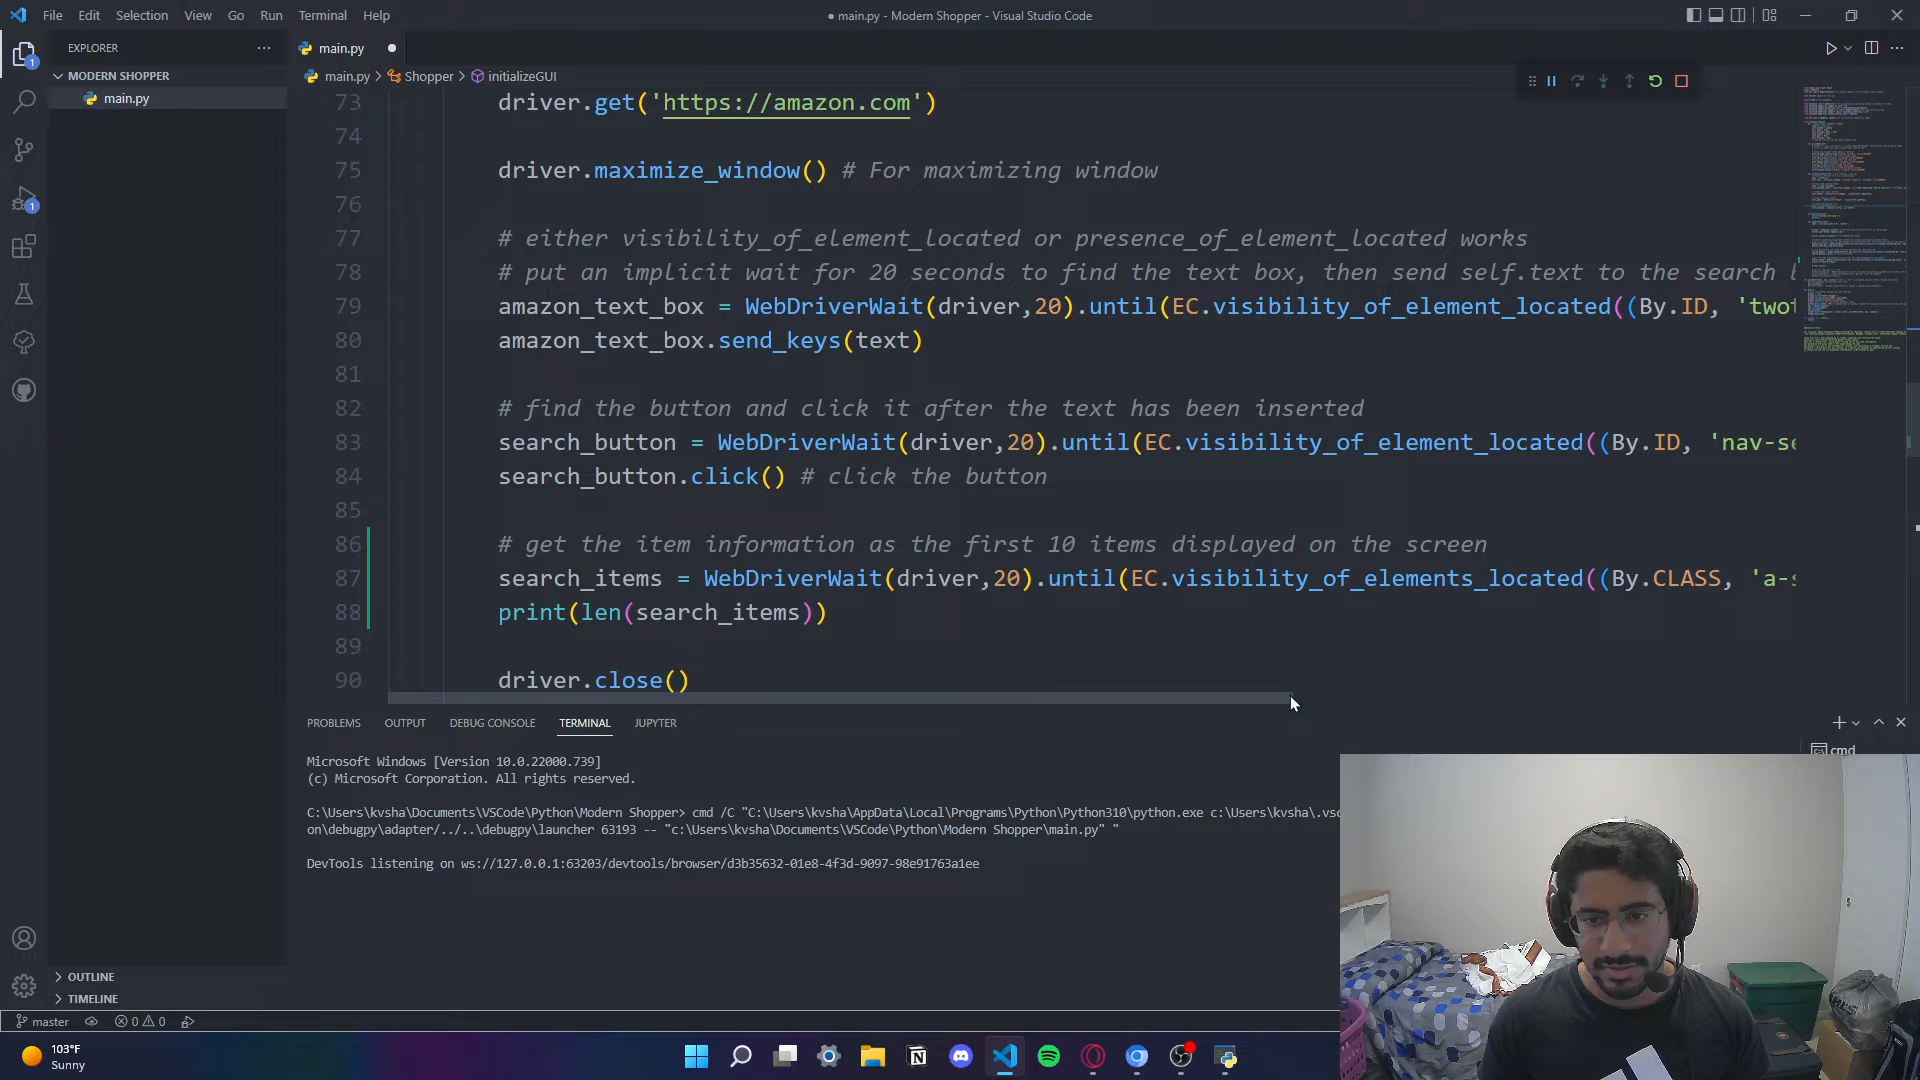 File Edit Selection View Go Run Terminal Help
● main.py - Modern Shopper - Visual Studio Code
EXPLORER
MODERN SHOPPER
main.py
main.py
main.py > Shopper > initializeGUI
73 driver.get('https://amazon.com')
74
75 driver.maximize_window() # For maximizing window
76
77 # either visibility_of_element_located or presence_of_element_located works
78 # put an implicit wait for 20 seconds to find the text box, then send self.text to the search
79 amazon_text_box = WebDriverWait(driver,20).until(EC.visibility_of_element_located((By.ID, 'twot
80 amazon_text_box.send_keys(text)
81
82 # find the button and click it after the text has been inserted
83 search_button = WebDriverWait(driver,20).until(EC.visibility_of_element_located((By.ID, 'nav-se
84 search_button.click() # click the button
85
86 # get the item information as the first 10 items displayed on the screen
87 search_items = WebDriverWait(driver,20).until(EC.visibility_of_elements_located((By.CLASS, 'a-s
88 print(len(search_items))
89
90 driver.close()
PROBLEMS OUTPUT DEBUG CONSOLE TERMINAL JUPYTER
cmd
Microsoft Windows [Version 10.0.22000.739]
(c) Microsoft Corporation. All rights reserved.
C:\Users\kvsha\Documents\VSCode\Python\Modern Shopper> cmd /C "C:\Users\kvsha\AppData\Local\Programs\Python\Python310\python.exe c:\Users\kvsha\.vsc
on\debugpy\adapter/../..\debugpy\launcher 63193 -- "c:\Users\kvsha\Documents\VSCode\Python\Modern Shopper\main.py" "
DevTools listening on ws://127.0.0.1:63203/devtools/browser/d3b35632-01e8-4f3d-9097-98e91763a1ee
OUTLINE
TIMELINE
master 0 0
103°F
Sunny